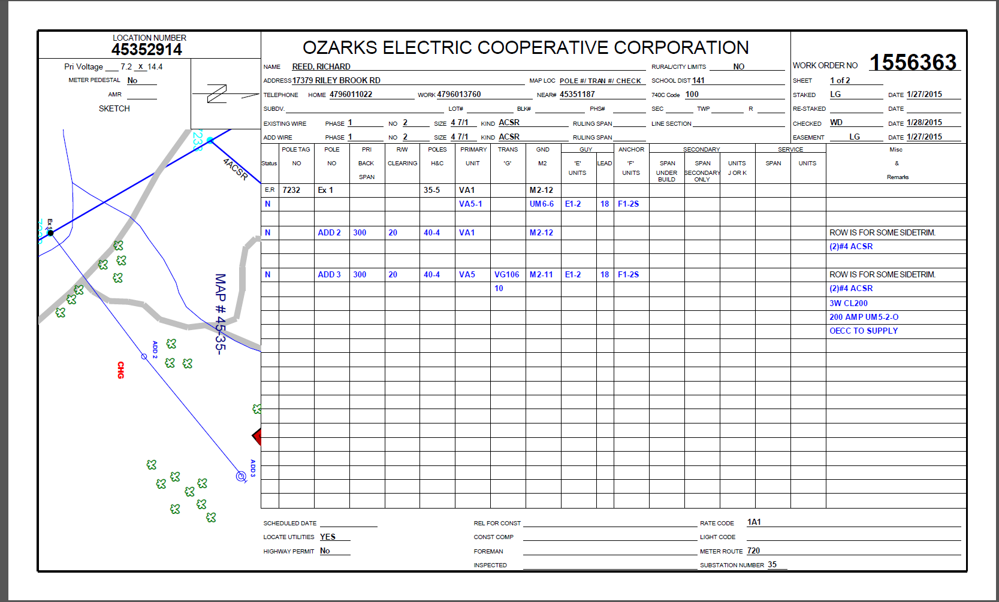 LOCATION NUMBER
45352914
Pri Voltage ___ 7.2 _x_ 14.4
METER PEDESTAL No
AMR
SKETCH
OZARKS ELECTRIC COOPERATIVE CORPORATION
NAME REED, RICHARD RURAL/CITY LIMITS NO
ADDRESS 17379 RILEY BROOK RD MAP LOC POLE #/ TRAN #/ CHECK SCHOOL DIST 141
TELEPHONE HOME 4796011022 WORK 4796013760 NEAR# 45351187 740C Code 100
SUBDV. LOT# BLK# PHS# SEC TWP R
EXISTING WIRE PHASE 1 NO 2 SIZE 4 7/1 KIND ACSR RULING SPAN LINE SECTION
ADD WIRE PHASE 1 NO 2 SIZE 4 7/1 KIND ACSR RULING SPAN
WORK ORDER NO 1556363
SHEET 1 of 2
STAKED LG DATE 1/27/2015
RE-STAKED DATE
CHECKED WD DATE 1/28/2015
EASEMENT LG DATE 1/27/2015
POLE TAG POLE PRI R/W POLES PRIMARY TRANS GND GUY ANCHOR SECONDARY SERVICE Misc
Status NO NO BACK CLEARING H&C UNIT 'G' M2 'E' LEAD 'F' SPAN SPAN UNITS SPAN UNITS &
SPAN UNITS UNITS UNDER SECONDARY J OR K Remarks
BUILD ONLY
E,R 7232 Ex 1 35-5 VA1 M2-12
N VA5-1 UM6-6 E1-2 18 F1-2S
N ADD 2 300 20 40-4 VA1 M2-12 ROW IS FOR SOME SIDETRIM.
(2)#4 ACSR
N ADD 3 300 20 40-4 VA5 VG106 M2-11 E1-2 18 F1-2S ROW IS FOR SOME SIDETRIM.
10 (2)#4 ACSR
3W CL200
200 AMP UM5-2-O
OECC TO SUPPLY
4ACSR
Ex 1
MAP # 45-35-
ADD 2
CHG
ADD 3
SCHEDULED DATE REL FOR CONST RATE CODE 1A1
LOCATE UTILITIES YES CONST COMP LIGHT CODE
HIGHWAY PERMIT No FOREMAN METER ROUTE 720
INSPECTED SUBSTATION NUMBER 35